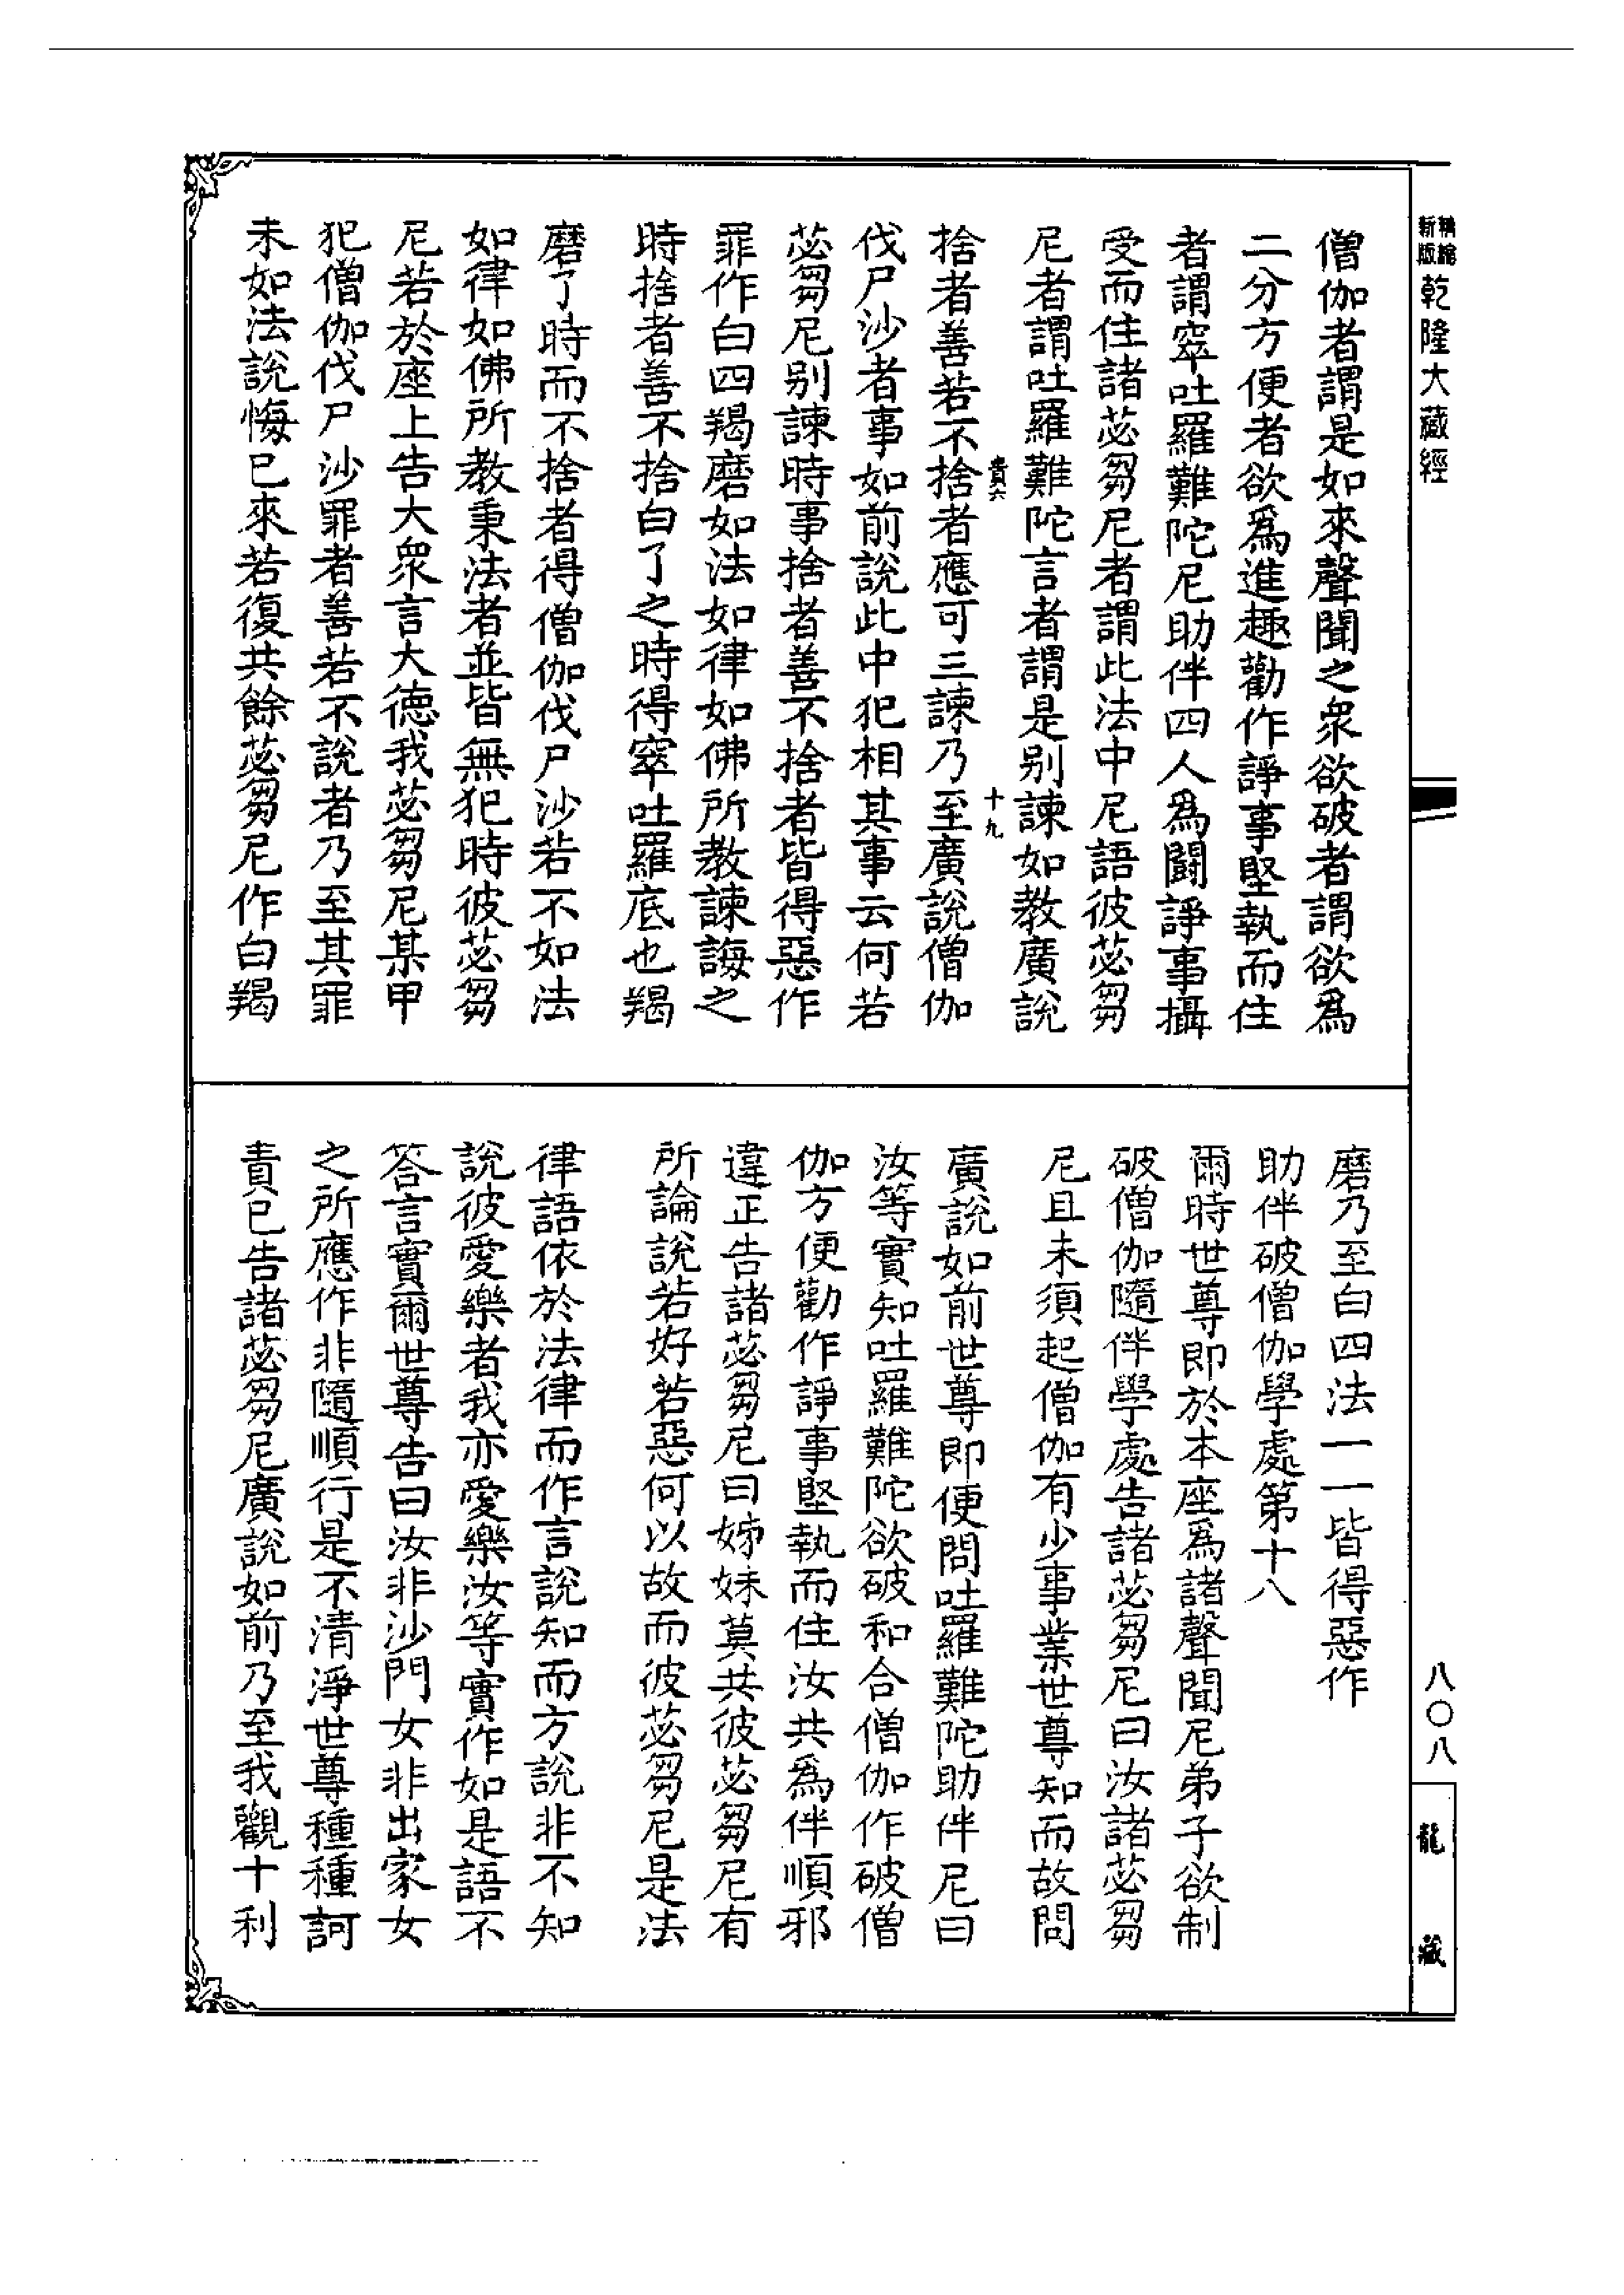 精縮新版乾隆大藏經
八〇八
龍藏
僧伽者謂是如來聲聞之衆欲破者謂欲爲
二分方便者欲爲進趣勸作諍事堅執而住
者謂窣吐羅難陀尼助伴四人爲鬪諍事攝
受而住諸苾芻尼者謂此法中尼語彼苾芻
尼者謂吐羅難陀言者謂是别諫如教廣說
貴六 十九
捨者善若不捨者應可三諫乃至廣說僧伽
伐尸沙者事如前說此中犯相其事云何若
苾芻尼别諫時事捨者善不捨者皆得惡作
罪作白四羯磨如法如律如佛所教諫誨之
時捨者善不捨白了之時得窣吐羅底也羯
磨了時而不捨者得僧伽伐尸沙若不如法
如律如佛所教秉法者並皆無犯時彼苾芻
尼若於座上告大衆言大德我苾芻尼某甲
犯僧伽伐尸沙罪者善若不說者乃至其罪
未如法說悔已來若復共餘苾芻尼作白羯
磨乃至白四法一一皆得惡作
助伴破僧伽學處第十八
爾時世尊即於本座爲諸聲聞尼弟子欲制
破僧伽隨伴學處告諸苾芻尼曰汝諸苾芻
尼且未須起僧伽有少事業世尊知而故問
廣說如前世尊即便問吐羅難陀助伴尼曰
汝等實知吐羅難陀欲破和合僧伽作破僧
伽方便勸作諍事堅執而住汝共爲伴順邪
違正告諸苾芻尼曰姊妹莫共彼苾芻尼有
所論說若好若惡何以故而彼苾芻尼是法
律語依於法律而作言說知而方說非不知
說彼愛樂者我亦愛樂汝等實作如是語不
答言實爾世尊告曰汝非沙門女非出家女
之所應作非隨順行是不清淨世尊種種訶
責已告諸苾芻尼廣說如前乃至我觀十利